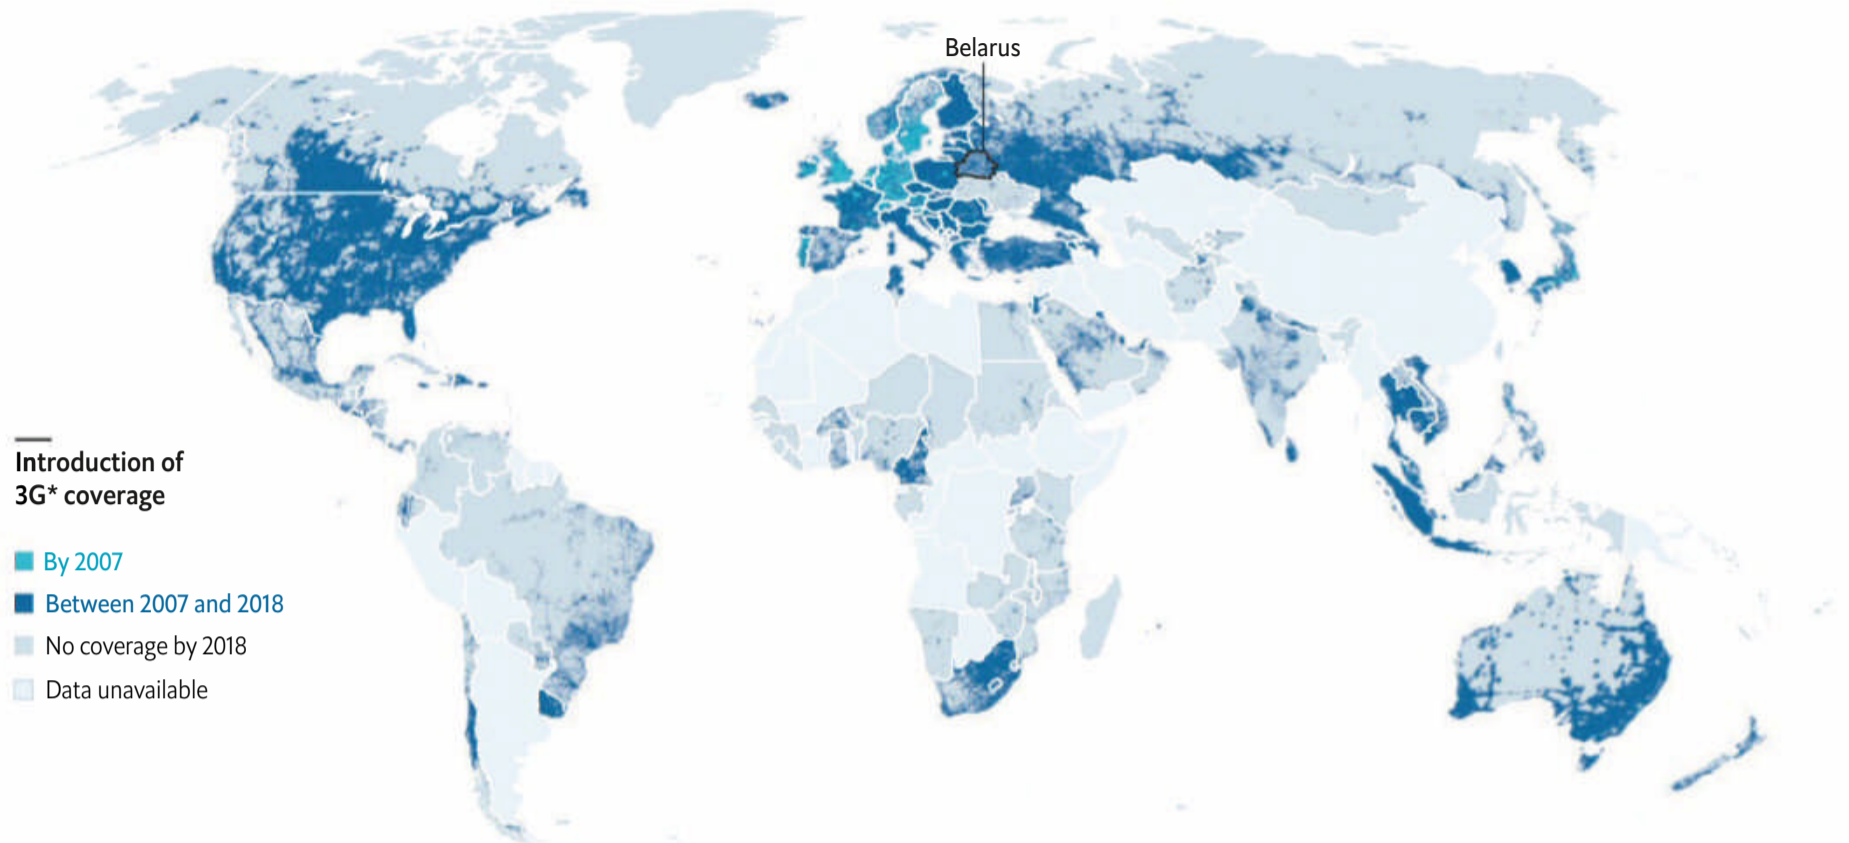 Belarus
Introduction of
3G* coverage
By 2007
Between 2007 and 2018
No coverage by 2018
Data unavailable